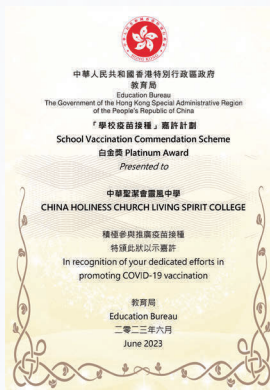 中華人民共和國香港特別行政區政府
教育局
Education Bureau
The Government of the Hong Kong Special Administrative Region
of the People's Republic of China
「學校疫苗接種」嘉許計劃
School Vaccination Commendation Scheme
白金獎 Platinum Award
Presented to
中華聖潔會靈風中學
CHINA HOLINESS CHURCH LIVING SPIRIT COLLEGE
積極參與推廣疫苗接種
特頒此狀以示嘉許
In recognition of your dedicated efforts in
promoting COVID-19 vaccination
教育局
Education Bureau
二零二三年六月
June 2023